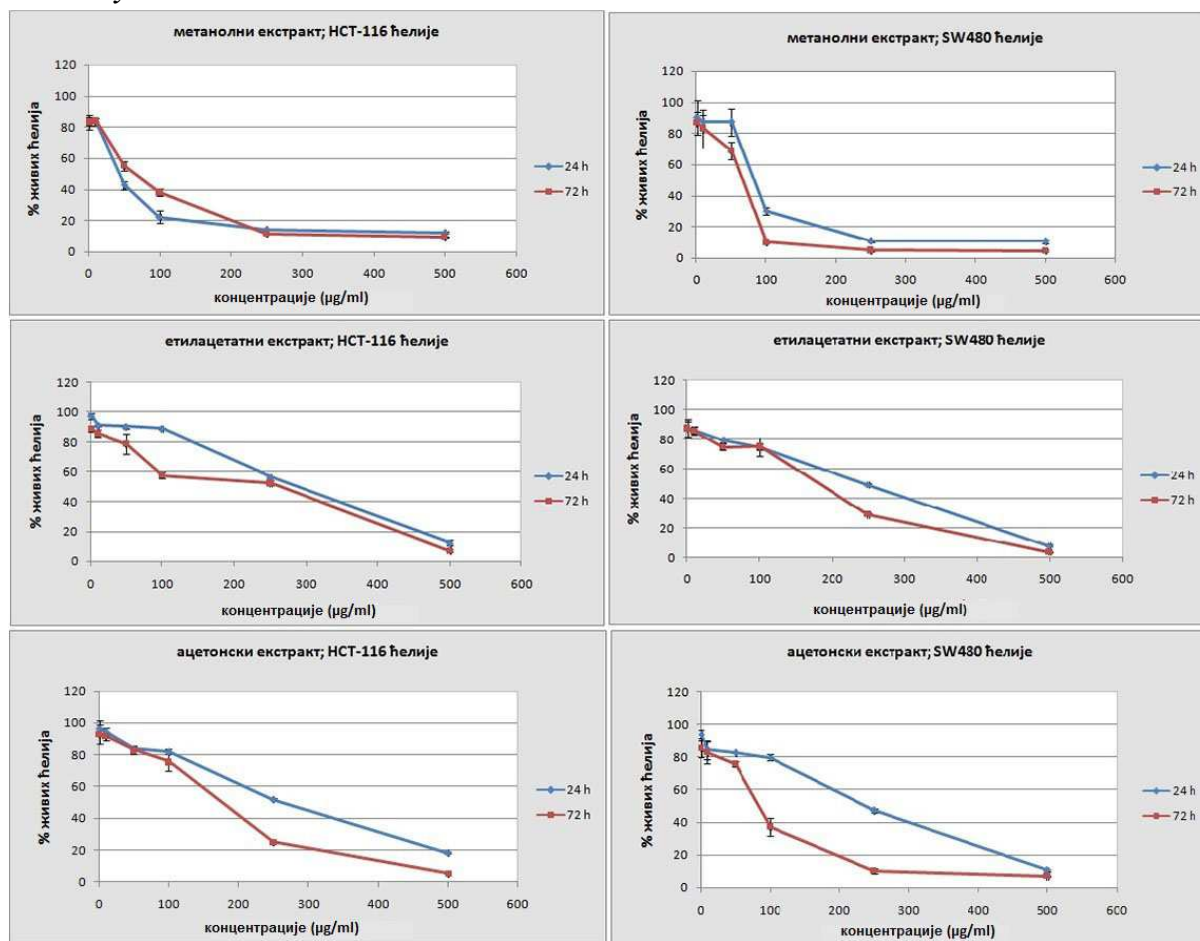 метанолни екстракт; HCT-116 ћелије
120
100
80
60
40
20
0
% живих ћелија
0 100 200 300 400 500 600
концентрације (µg/ml)
24 h
72 h
метанолни екстракт; SW480 ћелије
120
100
80
60
40
20
0
% живих ћелија
0 100 200 300 400 500 600
концентрације (µg/ml)
24 h
72 h
етилацетатни екстракт; HCT-116 ћелије
120
100
80
60
40
20
0
% живих ћелија
0 100 200 300 400 500 600
концентрације (µg/ml)
24 h
72 h
етилацетатни екстракт; SW480 ћелије
120
100
80
60
40
20
0
% живих ћелија
0 100 200 300 400 500 600
концентрације (µg/ml)
24 h
72 h
ацетонски екстракт; HCT-116 ћелије
120
100
80
60
40
20
0
% живих ћелија
0 100 200 300 400 500 600
концентрације (µg/ml)
24 h
72 h
ацетонски екстракт; SW480 ћелије
120
100
80
60
40
20
0
% живих ћелија
0 100 200 300 400 500 600
концентрације (µg/ml)
24 h
72 h